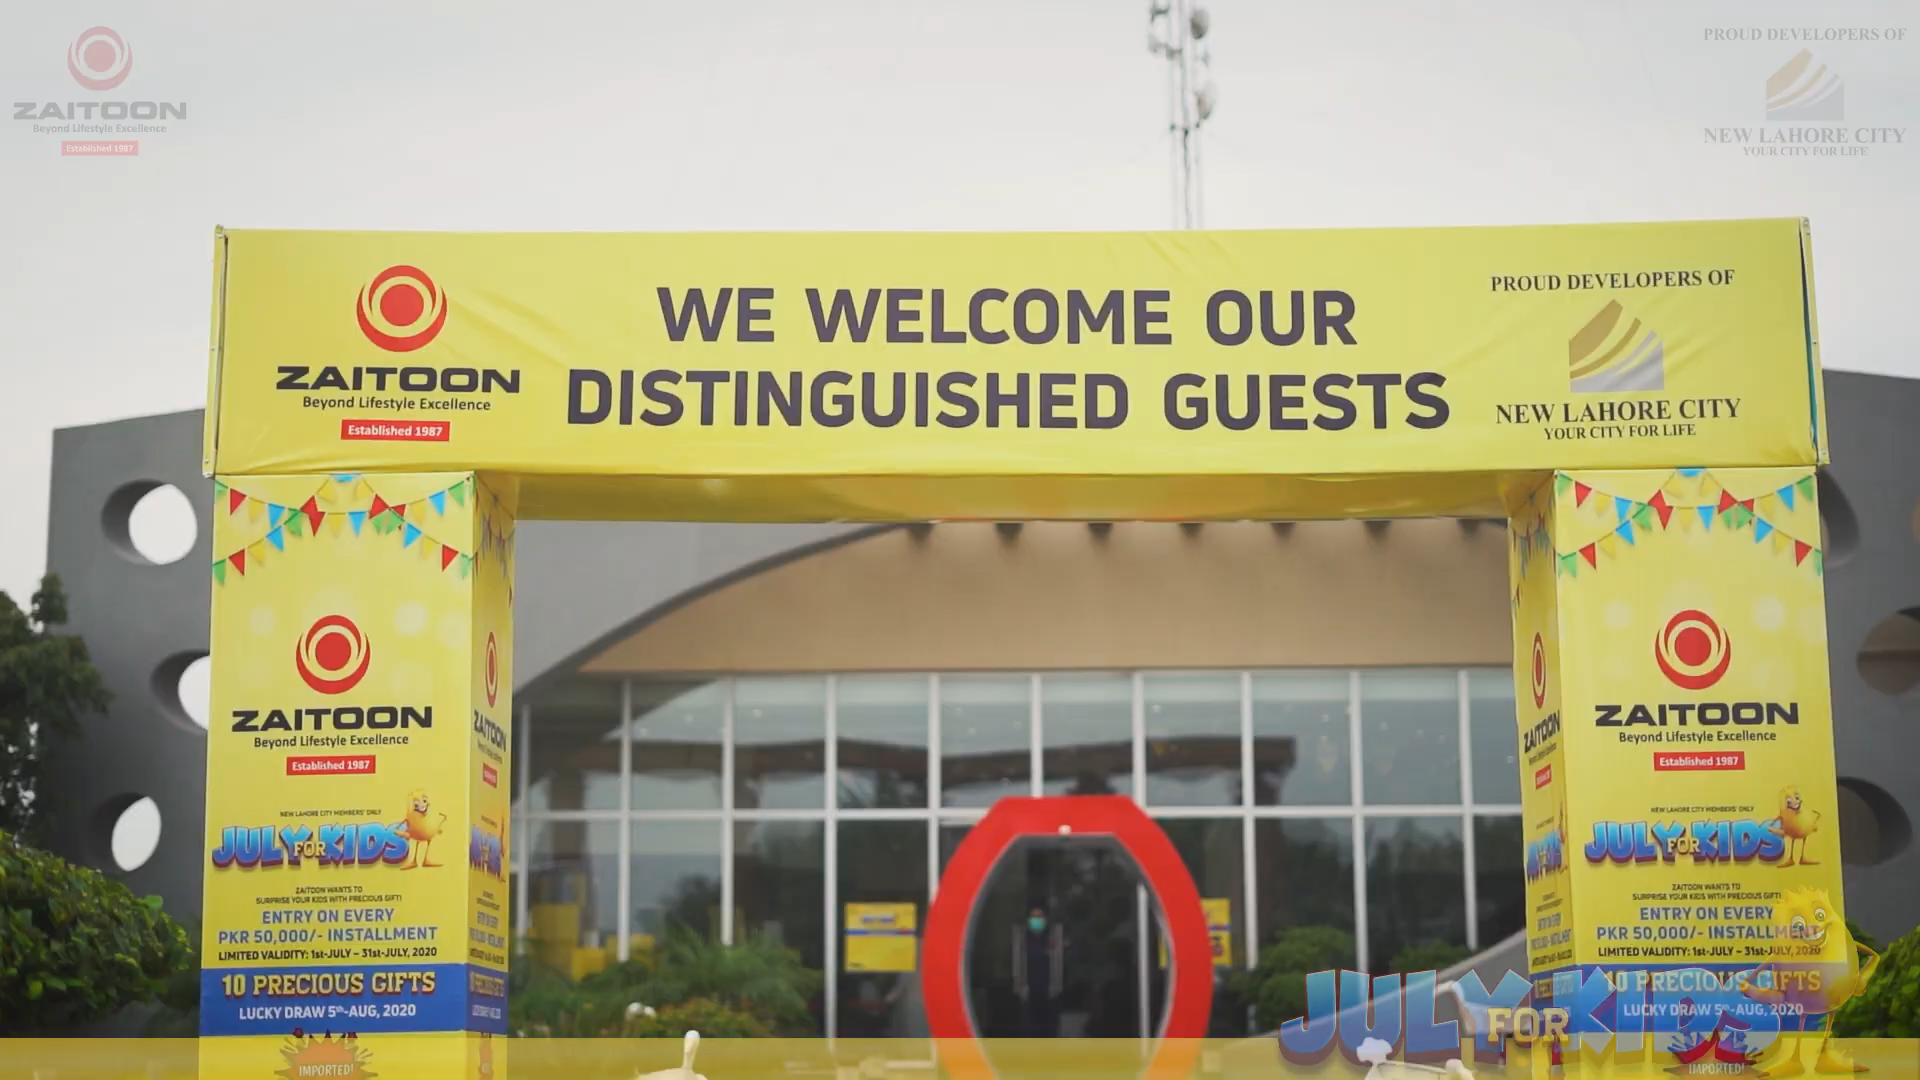 ZAITOON
Beyond Lifestyle Excellence
Established 1987
PROUD DEVELOPERS OF
NEW LAHORE CITY
YOUR CITY FOR LIFE
ZAITOON
Beyond Lifestyle Excellence
Established 1987
WE WELCOME OUR
DISTINGUISHED GUESTS
PROUD DEVELOPERS OF
NEW LAHORE CITY
YOUR CITY FOR LIFE
ZAITOON
Beyond Lifestyle Excellence
Established 1987
NEW LAHORE CITY MEMBERS' ONLY
JULY FOR KIDS
ZAITOON WANTS TO
SURPRISE YOUR KIDS WITH PRECIOUS GIFT!
ENTRY ON EVERY
PKR 50,000/- INSTALLMENT
LIMITED VALIDITY: 1st-JULY – 31st-JULY, 2020
10 PRECIOUS GIFTS
LUCKY DRAW 5th-AUG, 2020
IMPORTED!
ZAITOON
ZAITOON
ZAITOON
Beyond Lifestyle Excellence
Established 1987
NEW LAHORE CITY MEMBERS' ONLY
JULY FOR KIDS
ZAITOON WANTS TO
SURPRISE YOUR KIDS WITH PRECIOUS GIFT!
ENTRY ON EVERY
PKR 50,000/- INSTALLMENT
LIMITED VALIDITY: 1st-JULY – 31st-JULY, 2020
10 PRECIOUS GIFTS
LUCKY DRAW 5th-AUG, 2020
IMPORTED!
JULY FOR KIDS